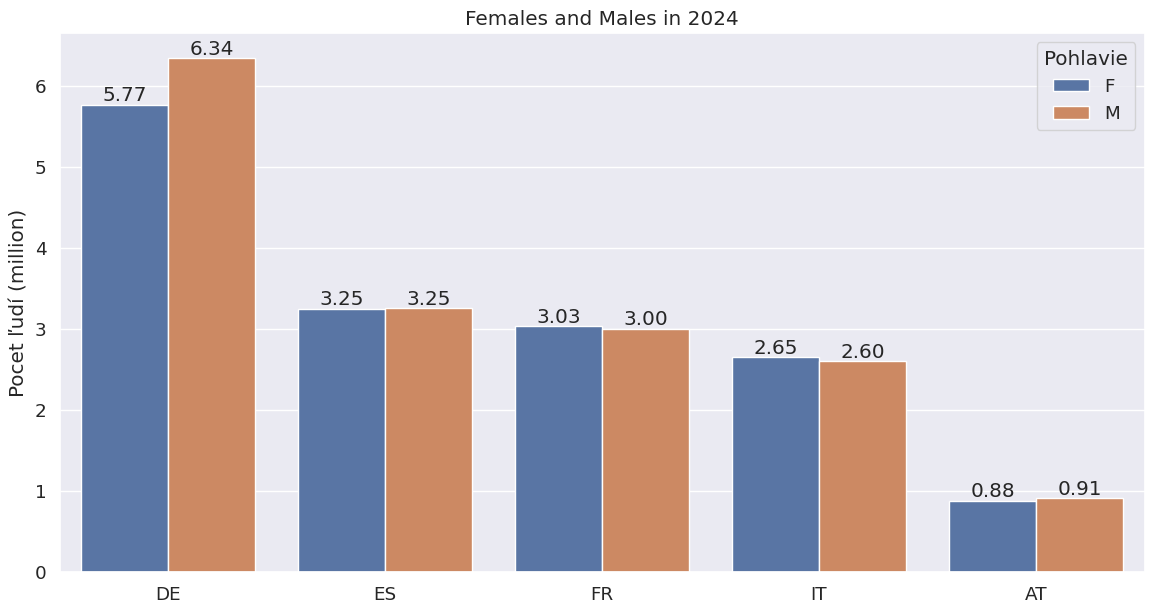 Females and Males in 2024
Pocet ľudí (million)
6
5
4
3
2
1
0
5.77
6.34
3.25
3.25
3.03
3.00
2.65
2.60
0.88
0.91
DE
ES
FR
IT
AT
Pohlavie
F
M